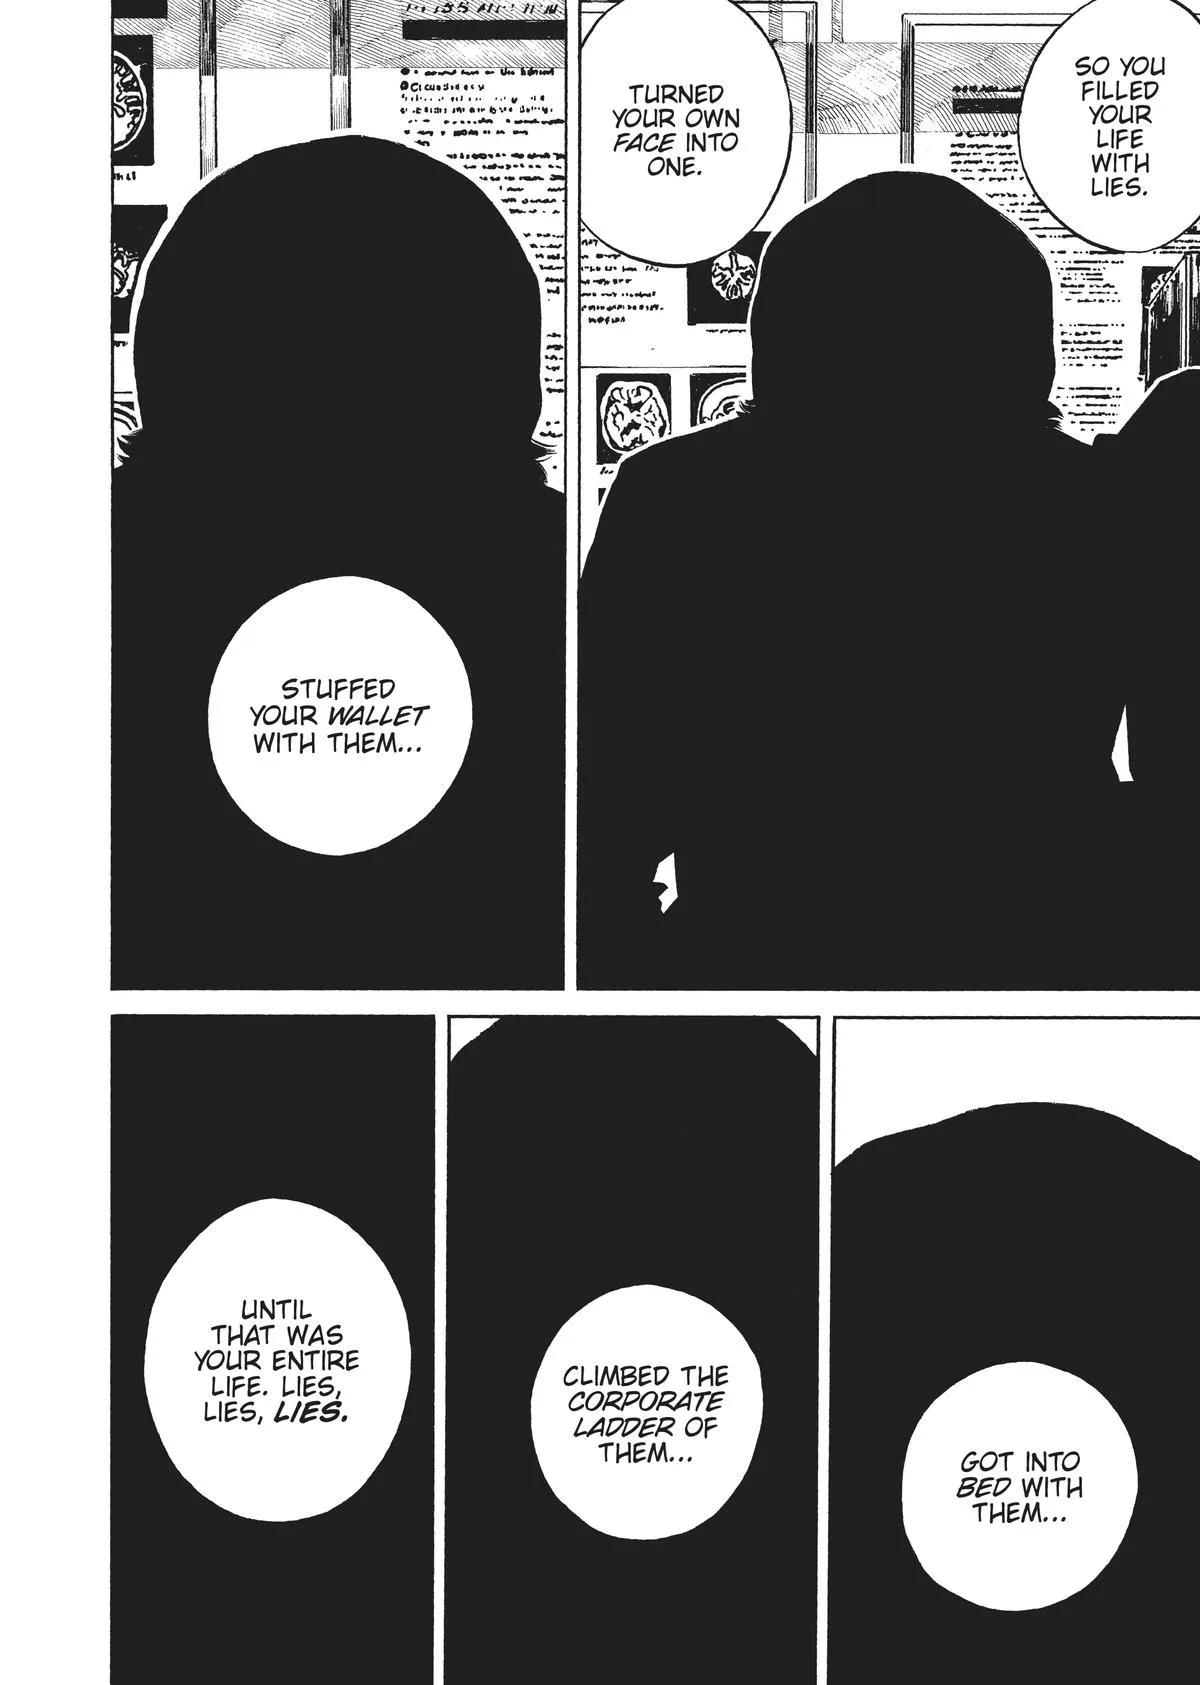 SO YOU
FILLED
YOUR
LIFE
WITH
LIES.
TURNED
YOUR OWN
FACE INTO
ONE.
STUFFED
YOUR WALLET
WITH THEM...
GOT INTO
BED WITH
THEM...
CLIMBED THE
CORPORATE
LADDER OF
THEM...
UNTIL
THAT WAS
YOUR ENTIRE
LIFE. LIES,
LIES, LIES.